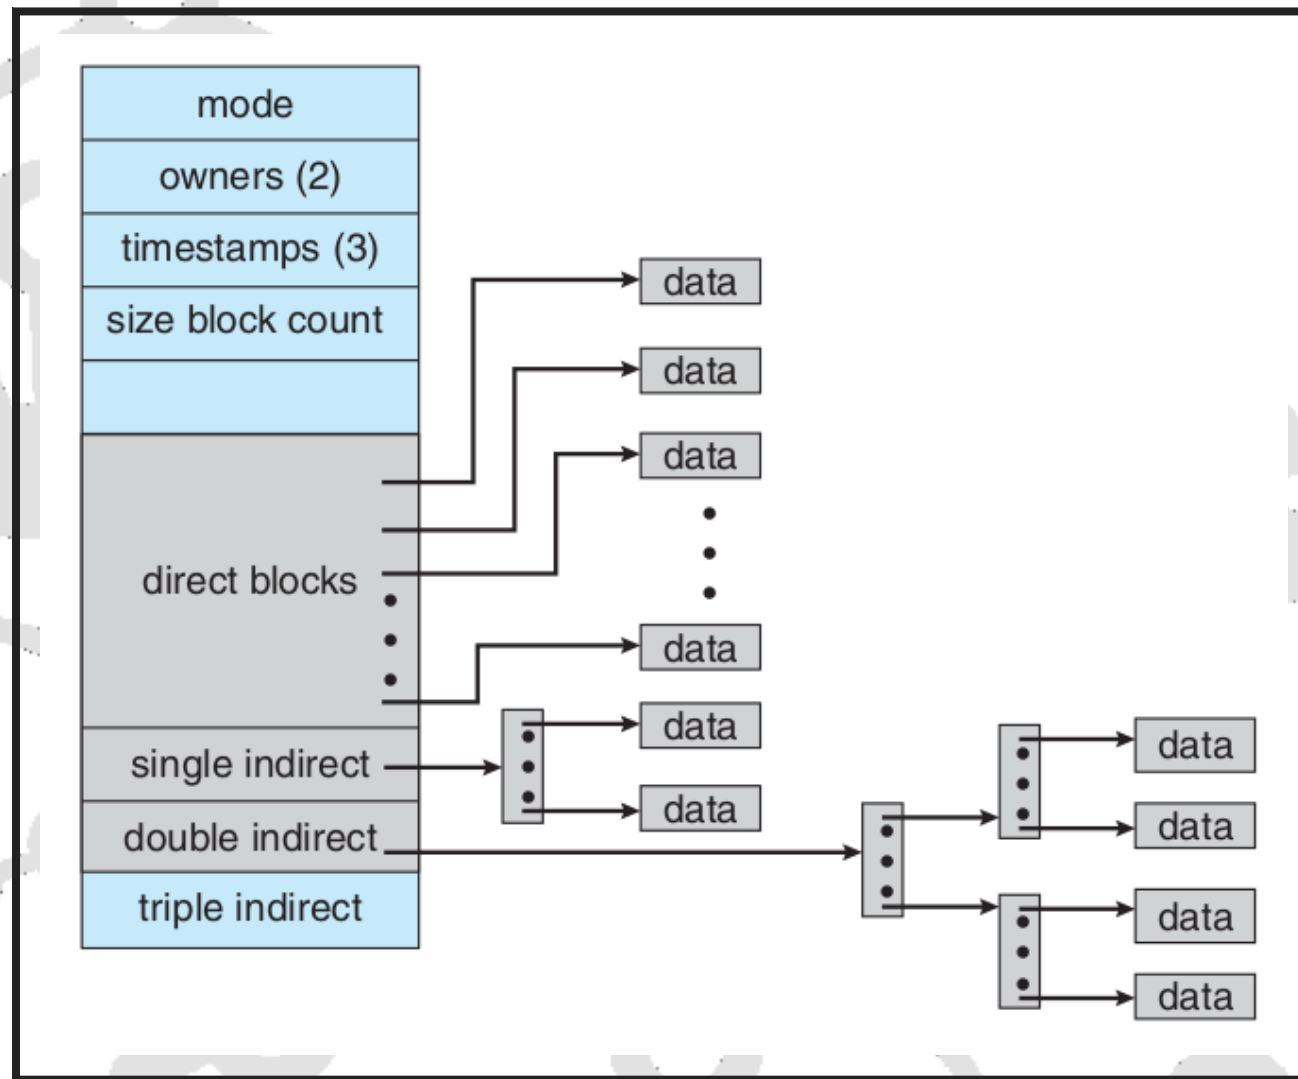 mode
owners (2)
timestamps (3)
size block count
direct blocks
single indirect
double indirect
triple indirect
data
data
data
data
data
data
data
data
data
data